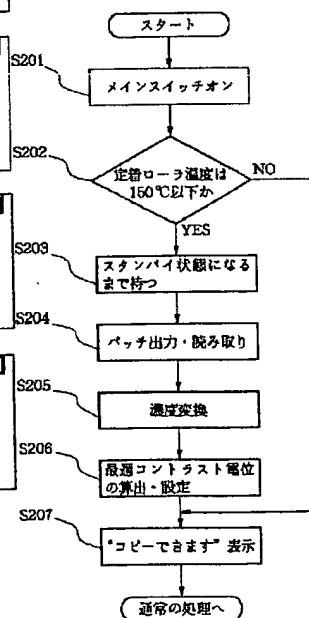 スタート
S201
メインスイッチオン
S202
定着ローラ温度は
150℃以下か
NO
YES
S203
スタンバイ状態になる
まで待つ
S204
パッチ出力・読み取り
S205
濃度変換
S206
最適コントラスト電位
の算出・設定
S207
"コピーできます" 表示
通常の処理へ